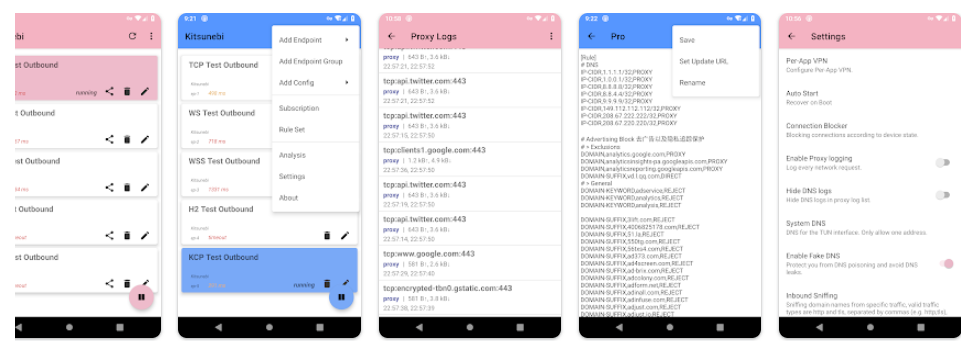 bi
st Outbound
ms
running
t Outbound
st Outbound
Outbound
st Outbound
9:21
Kitsunebi
Add Endpoint
Add Endpoint Group
Add Config
Subscription
Rule Set
Analysis
Settings
About
TCP Test Outbound
Kitsunebi
WS Test Outbound
Kitsunebi
WSS Test Outbound
Kitsunebi
H2 Test Outbound
Kitsunebi
KCP Test Outbound
Kitsunebi
running
10:58
Proxy Logs
proxy | 643 B↑, 3.6 kB↓
22:57:21, 22:57:52
tcp:api.twitter.com:443
proxy | 643 B↑, 3.6 kB↓
22:57:21, 22:57:52
tcp:api.twitter.com:443
proxy | 643 B↑, 3.9 kB↓
22:57:15, 22:57:50
tcp:clients1.google.com:443
proxy | 1.2 kB↑, 6.9 kB↓
22:57:36, 22:57:50
tcp:api.twitter.com:443
proxy | 643 B↑, 3.6 kB↓
22:57:19, 22:57:50
tcp:api.twitter.com:443
proxy | 643 B↑, 3.6 kB↓
22:57:14, 22:57:50
tcp:www.google.com:443
proxy | 581 B↑, 2.6 kB↓
22:57:29, 22:57:40
tcp:encrypted-tbn0.gstatic.com:443
proxy | 581 B↑, 3.8 kB↓
22:57:38, 22:57:39
9:22
Pro
Save
Set Update URL
Rename
[Rule]
# DNS
IP-CIDR,1.1.1.1/32,PROXY
IP-CIDR,1.0.0.1/32,PROXY
IP-CIDR,8.8.8.8/32,PROXY
IP-CIDR,8.8.4.4/32,PROXY
IP-CIDR,9.9.9.9/32,PROXY
IP-CIDR,149.112.112.112/32,PROXY
IP-CIDR,208.67.222.222/32,PROXY
IP-CIDR,208.67.220.220/32,PROXY
# Advertising Block 去广告以及隐私追踪保护
# > Exclusions
DOMAIN,analytics.google.com,PROXY
DOMAIN,analyticsinsights-pa.googleapis.com,PROXY
DOMAIN,analyticsreporting.googleapis.com,PROXY
DOMAIN-SUFFIX,vd.l.qq.com,DIRECT
# > General
DOMAIN-KEYWORD,adservice,REJECT
DOMAIN-KEYWORD,analytics,REJECT
DOMAIN-KEYWORD,analysis,REJECT
DOMAIN-SUFFIX,3lift.com,REJECT
DOMAIN-SUFFIX,4006825178.com,REJECT
DOMAIN-SUFFIX,51.la,REJECT
DOMAIN-SUFFIX,550tg.com,REJECT
DOMAIN-SUFFIX,56txs4.com,REJECT
DOMAIN-SUFFIX,ad373.com,REJECT
DOMAIN-SUFFIX,ad4screen.com,REJECT
DOMAIN-SUFFIX,ad-brix.com,REJECT
DOMAIN-SUFFIX,adcolony.com,REJECT
DOMAIN-SUFFIX,adform.net,REJECT
DOMAIN-SUFFIX,adinall.com,REJECT
DOMAIN-SUFFIX,adinfuse.com,REJECT
DOMAIN-SUFFIX,adjust.com,REJECT
DOMAIN-SUFFIX,adjust.io,REJECT
10:56
Settings
Per-App VPN
Configure Per-App VPN.
Auto Start
Recover on Boot
Connection Blocker
Blocking connections according to device state.
Enable Proxy logging
Log every network request.
Hide DNS logs
Hide DNS logs in proxy log list
System DNS
DNS for the TUN interface. Only allow one address.
Enable Fake DNS
Protect you from DNS poisoning and avoid DNS
leaks.
Inbound Sniffing
Sniffing domain names from specific traffic, valid traffic
types are http and tls, separated by commas (e.g. http,tls).